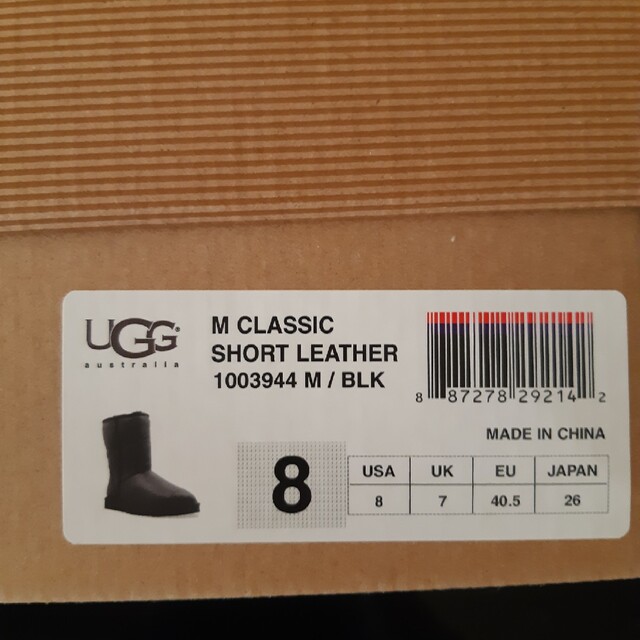 UGG®
australia
M CLASSIC
SHORT LEATHER
1003944 M / BLK
8 87278 29214 2
MADE IN CHINA
8
USA UK EU JAPAN
8 7 40.5 26